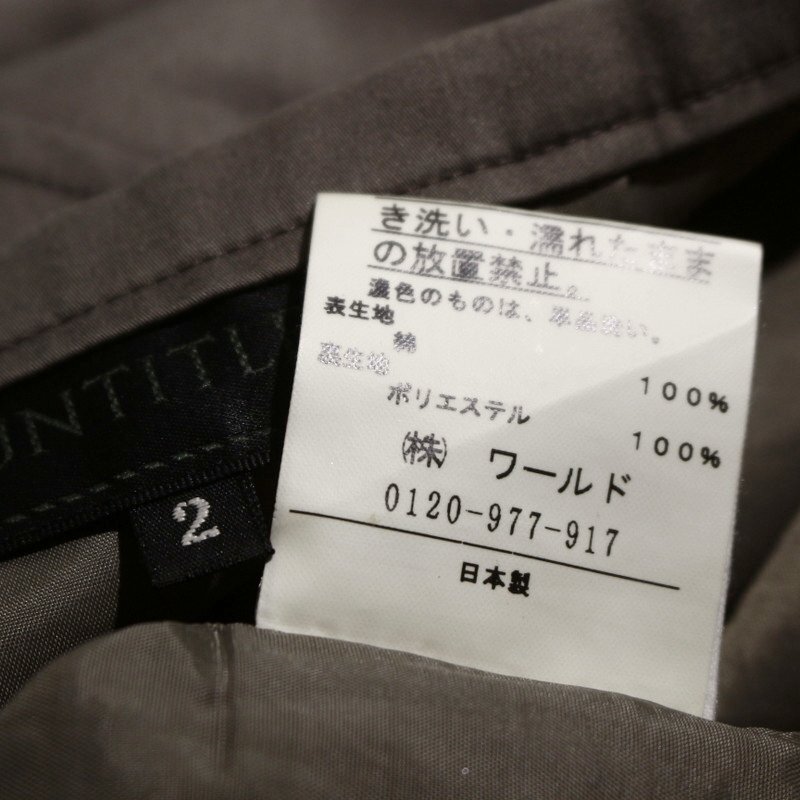 き洗い・濡れたまま
の放置禁止。
濃色のものは、単品洗い。
表生地
綿 100%
裏生地
ポリエステル 100%
㈱ ワールド
0120-977-917
日本製
UNTITL
2